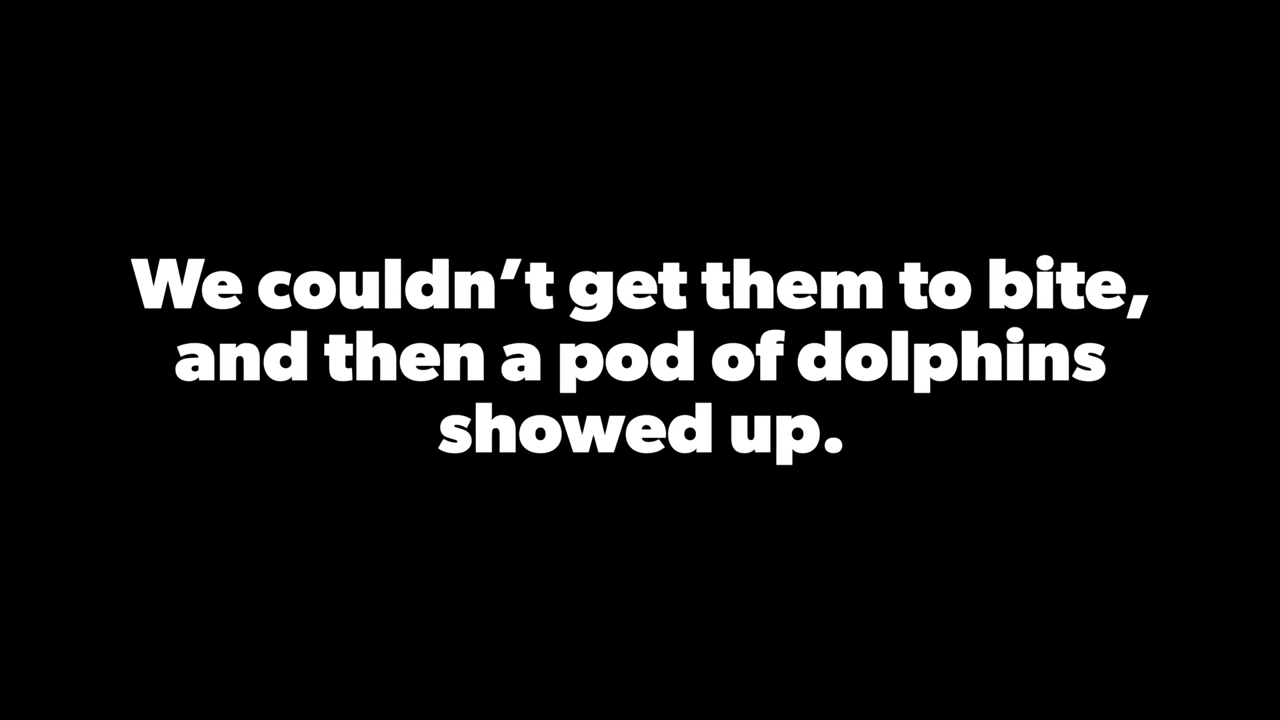 We couldn’t get them to bite,
and then a pod of dolphins
showed up.